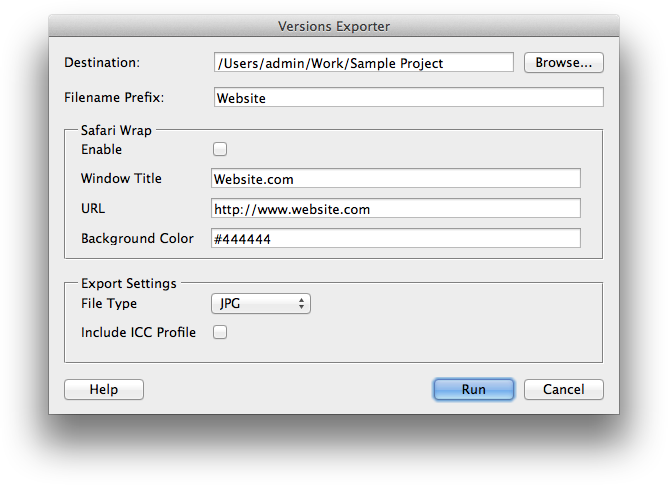 Versions Exporter
Destination: /Users/admin/Work/Sample Project Browse...
Filename Prefix: Website
Safari Wrap
Enable
Window Title Website.com
URL http://www.website.com
Background Color #444444
Export Settings
File Type JPG
Include ICC Profile
Help Run Cancel